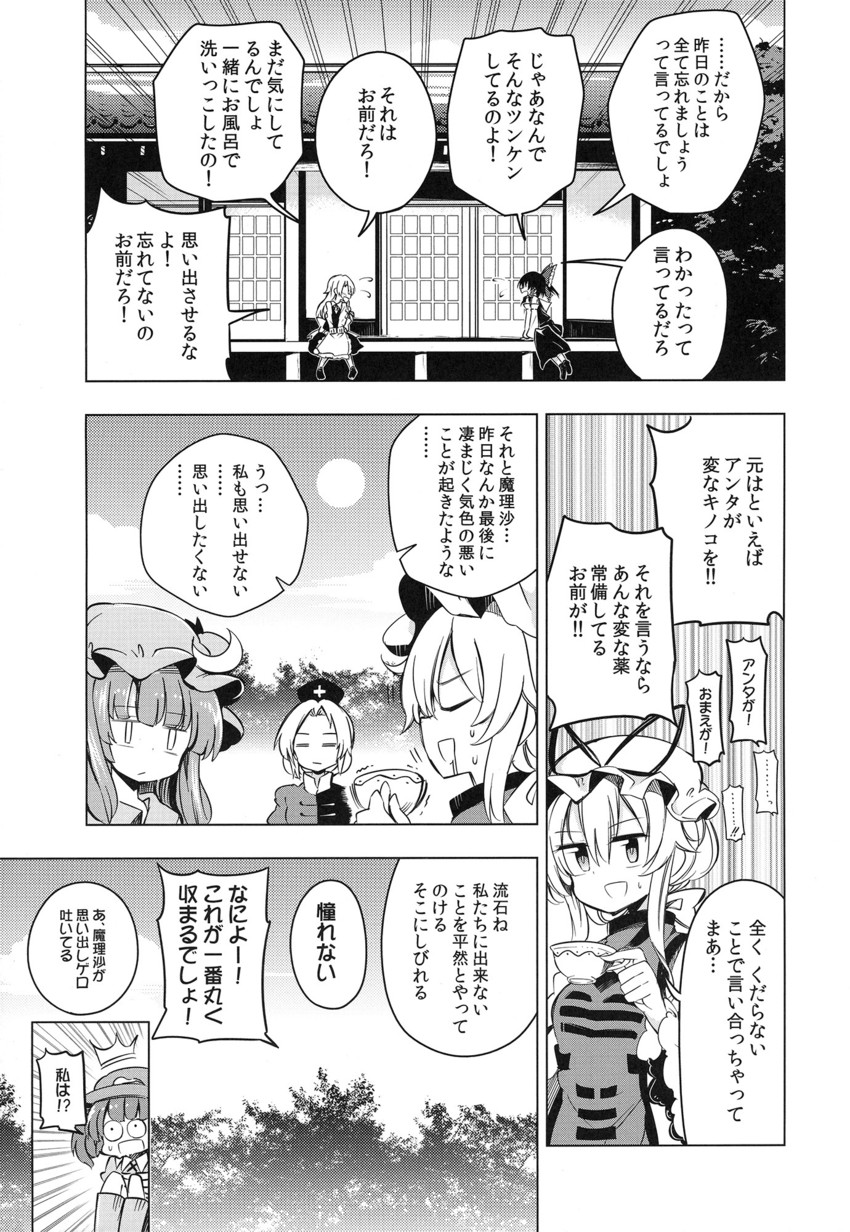 ……だから
昨日のことは
全て忘れましょう
って言ってるでしょ
わかったって
言ってるだろ
じゃあなんで
そんなツンケン
してるのよ！
それは
お前だろ！
まだ気にして
るんでしょ
一緒にお風呂で
洗いっこしたの！
思い出させるな
よ！
忘れてないの
お前だろ！
元はといえば
アンタが
変なキノコを!!
それを言うなら
あんな変な薬
常備してる
お前が!!
アンタが！
おまえが！
……
……!!
全く くだらない
ことで言い合っちゃって
まあ…
それと魔理沙…
昨日なんか最後に
凄まじく気色の悪い
ことが起きたような
……
うっ…
私も思い出せない
……
思い出したくない
……
流石ね
私たちに出来ない
ことを平然とやって
のける
そこにしびれる
憧れない
なによー！
これが一番丸く
収まるでしょ！
あ、魔理沙が
思い出しゲロ
吐いてる
私は!?